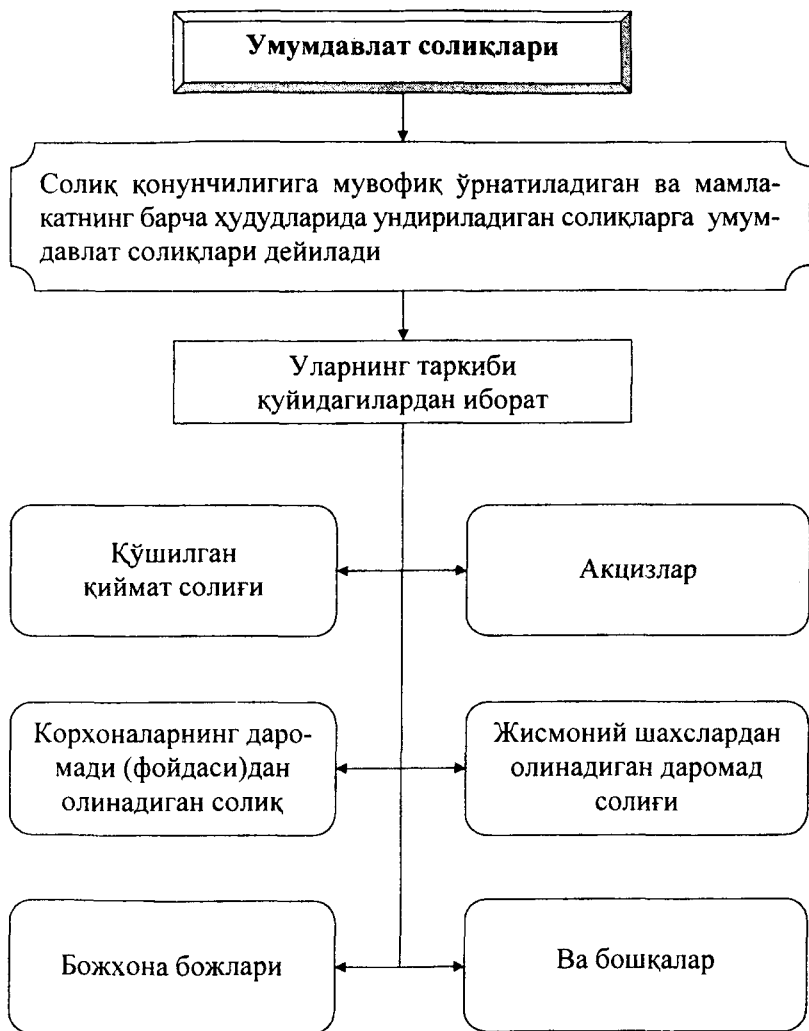 Умумдавлат солиқлари
Солиқ қонунчилигига мувофиқ ўрнатиладиган ва мамла-
катнинг барча ҳудудларида ундириладиган солиқларга умум-
давлат солиқлари дейилади
Уларнинг таркиби
қуйидагилардан иборат
Қўшилган
қиймат солиғи
Акцизлар
Корхоналарнинг даро-
мади (фойдаси)дан
олинадиган солиқ
Жисмоний шахслардан
олинадиган даромад
солиғи
Божхона божлари
Ва бошқалар